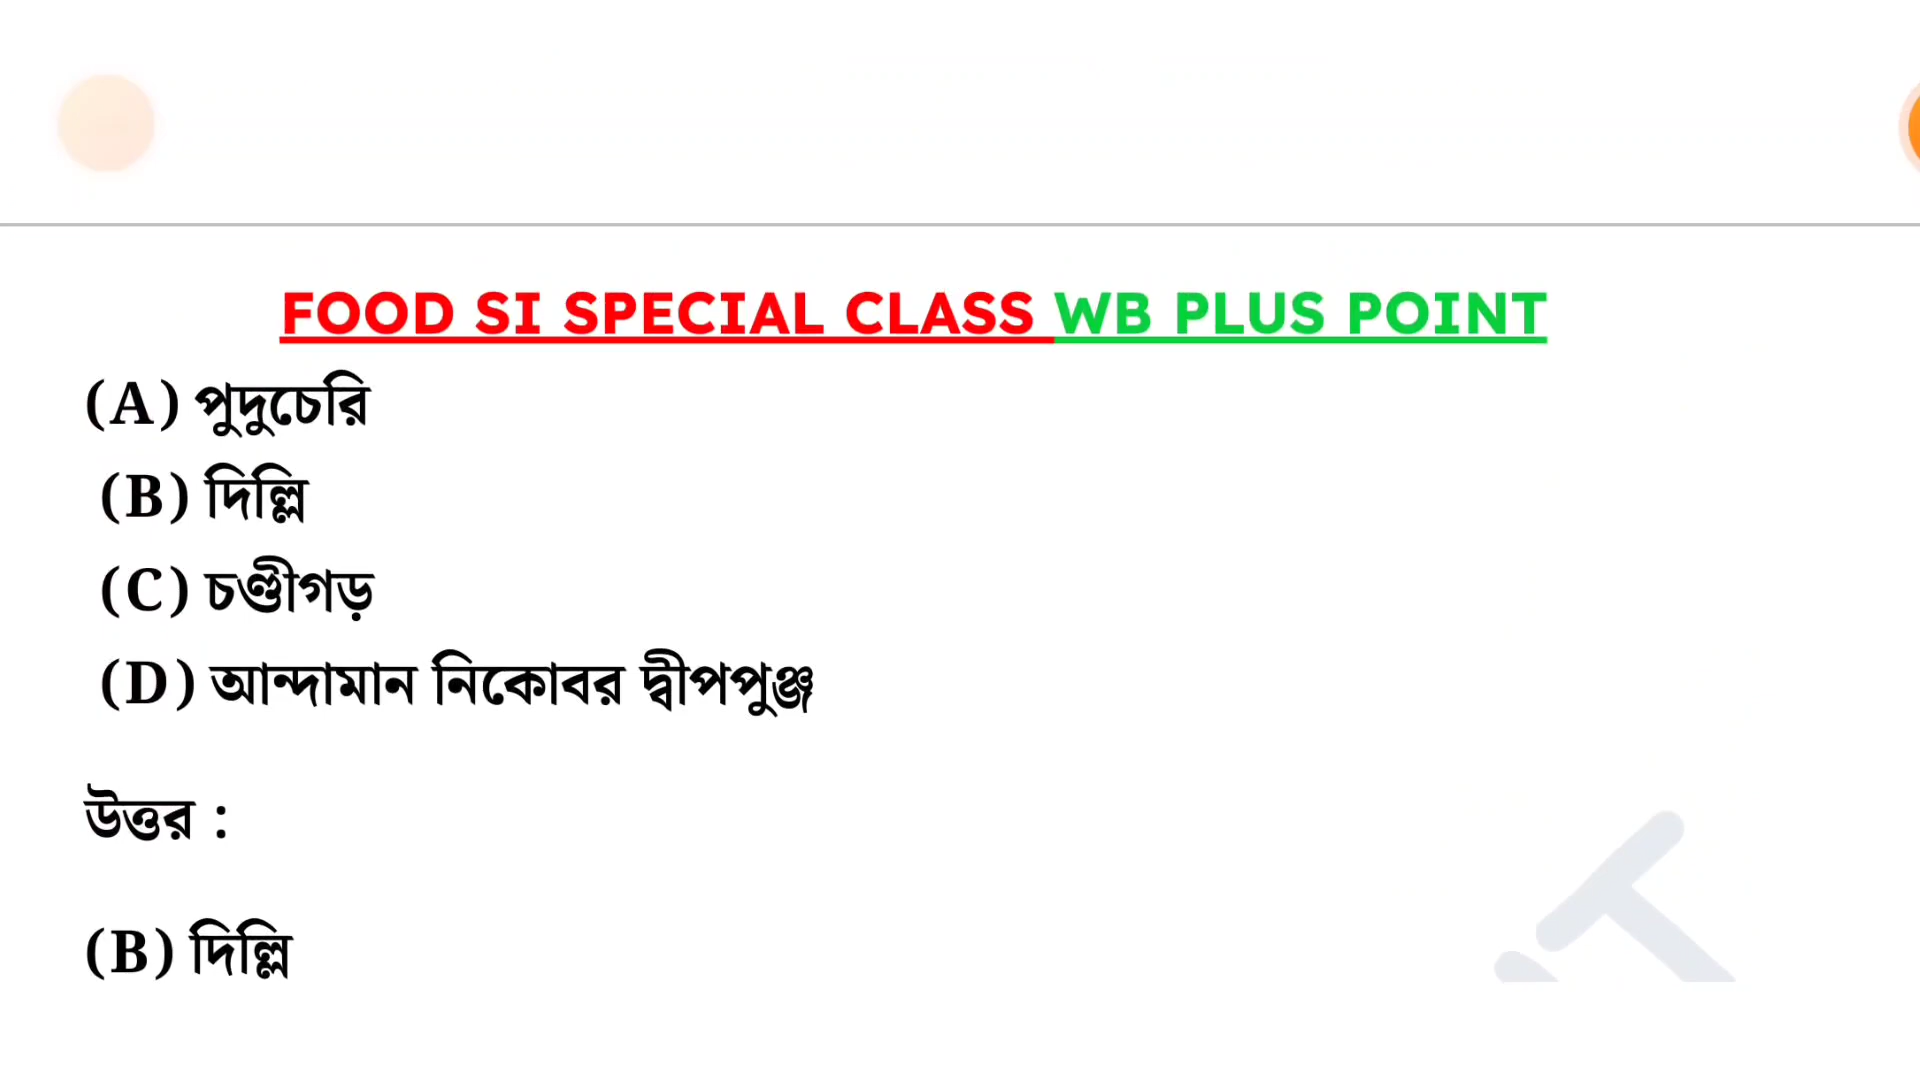 FOOD SI SPECIAL CLASS WB PLUS POINT
(A) পুদুচেরি
(B) দিল্লি
(C) চণ্ডীগড়
(D) আন্দামান নিকোবর দ্বীপপুঞ্জ
উত্তর :
(B) দিল্লি